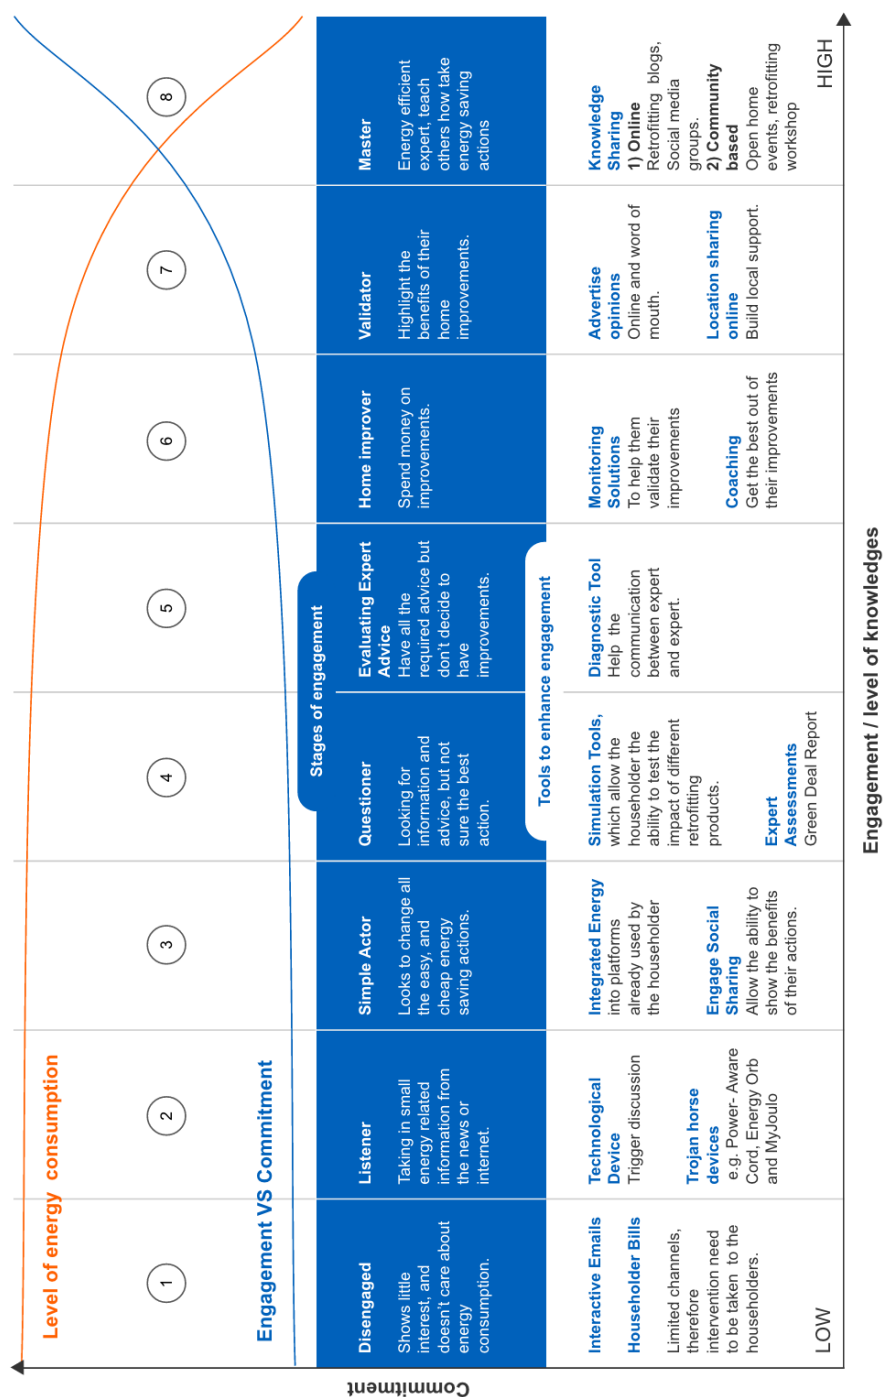 Level of energy consumption
Engagement VS Commitment
1
2
3
4
5
6
7
8
Stages of engagement
Disengaged
Shows little
interest, and
doesn't care about
energy
consumption.
Listener
Taking in small
energy related
information from
the news or
internet.
Simple Actor
Looks to change all
the easy, and
cheap energy
saving actions.
Questioner
Looking for
information and
advice, but not
sure the best
action.
Evaluating Expert
Advice
Have all the
required advice but
don't decide to
have
improvements.
Home improver
Spend money on
improvements.
Validator
Highlight the
benefits of their
home
improvements.
Master
Energy efficient
expert, teach
others how take
energy saving
actions
Tools to enhance engagement
Interactive Emails
Householder Bills
Limited channels,
therefore
intervention need
to be taken to the
householders.
Technological
Device
Trigger discussion
Trojan horse
devices
e.g. Power- Aware
Cord, Energy Orb
and MyJoulo
Integrated Energy
into platforms
already used by
the householder
Engage Social
Sharing
Allow the ability to
show the benefits
of their actions.
Simulation Tools,
which allow the
householder the
ability to test the
impact of different
retrofitting
products.
Expert
Assessments
Green Deal Report
Diagnostic Tool
Help the
communication
between expert
and expert.
Monitoring
Solutions
To help them
validate their
improvements
Coaching
Get the best out of
their improvements
Advertise
opinions
Online and word of
mouth.
Location sharing
online
Build local support.
Knowledge
Sharing
1) Online
Retrofitting blogs,
Social media
groups.
2) Community
based
Open home
events, retrofitting
workshop
LOW
HIGH
Engagement / level of knowledges
Commitment